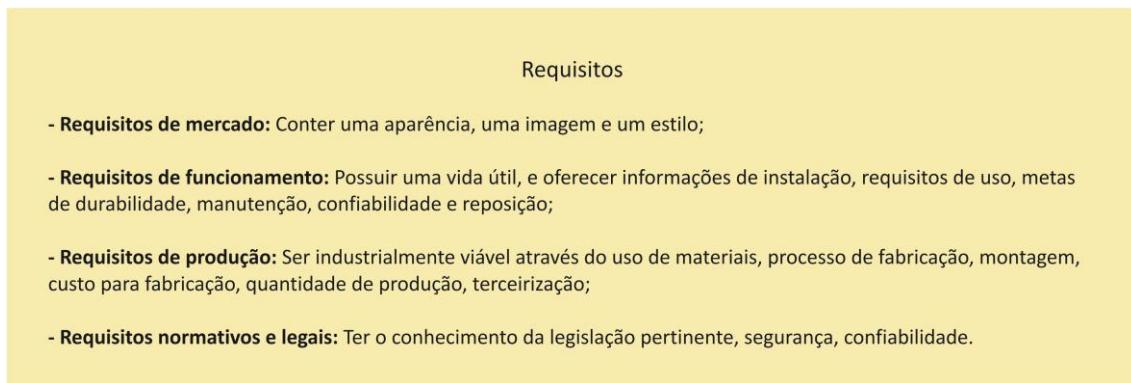 Requisitos
- Requisitos de mercado: Conter uma aparência, uma imagem e um estilo;
- Requisitos de funcionamento: Possuir uma vida útil, e oferecer informações de instalação, requisitos de uso, metas
de durabilidade, manutenção, confiabilidade e reposição;
- Requisitos de produção: Ser industrialmente viável através do uso de materiais, processo de fabricação, montagem,
custo para fabricação, quantidade de produção, terceirização;
- Requisitos normativos e legais: Ter o conhecimento da legislação pertinente, segurança, confiabilidade.